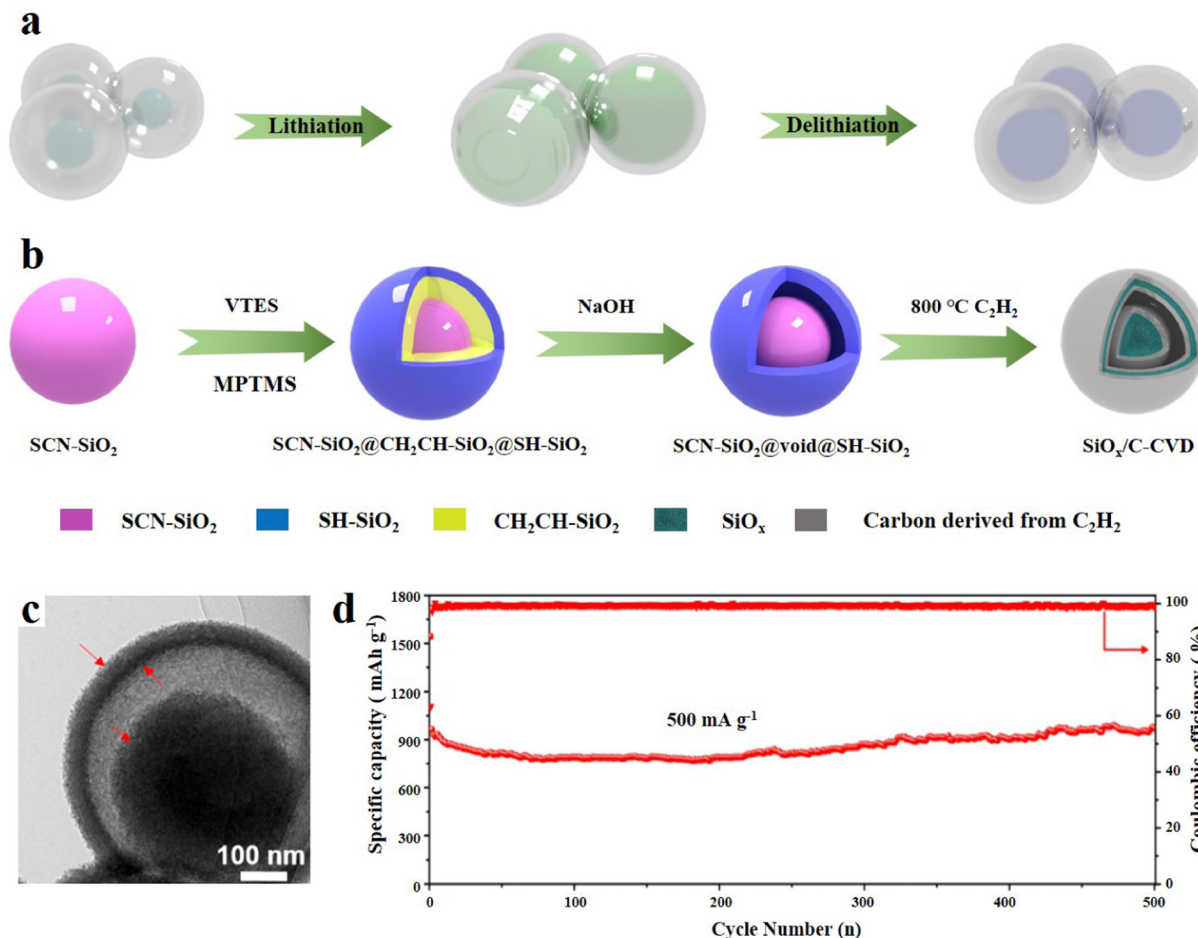 a
Lithiation
Delithiation
b
VTES
MPTMS
NaOH
800 °C C₂H₂
SCN-SiO₂
SCN-SiO₂@CH₂CH-SiO₂@SH-SiO₂
SCN-SiO₂@void@SH-SiO₂
SiOₓ/C-CVD
SCN-SiO₂
SH-SiO₂
CH₂CH-SiO₂
SiOₓ
Carbon derived from C₂H₂
c
100 nm
d
Specific capacity ( mAh g⁻¹)
1800
1500
1200
900
600
300
0
500 mA g⁻¹
0
100
200
300
400
500
Cycle Number (n)
100
80
60
40
20
0
Coulombic efficiency ( %)